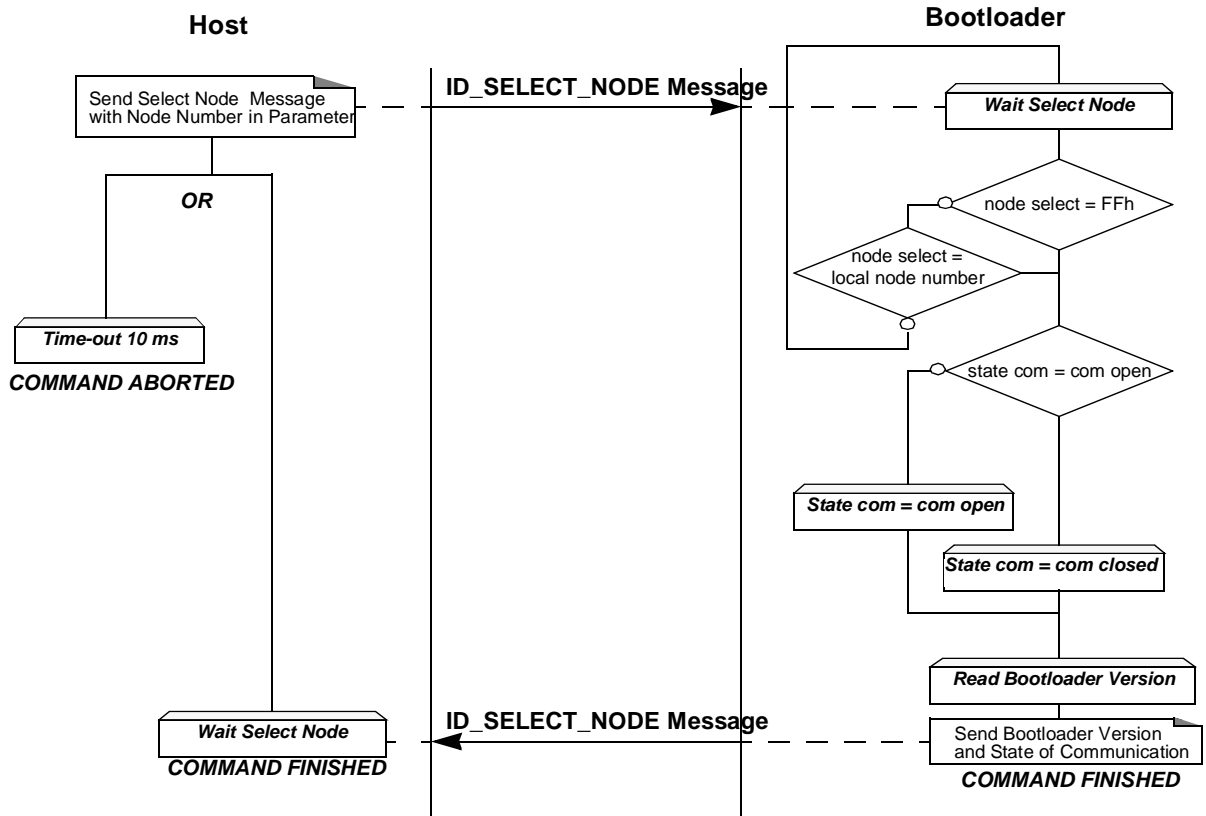 Host
Bootloader
Send Select Node Message
with Node Number in Parameter
ID_SELECT_NODE Message
Wait Select Node
OR
node select = FFh
node select =
local node number
Time-out 10 ms
COMMAND ABORTED
state com = com open
State com = com open
State com = com closed
Read Bootloader Version
Wait Select Node
COMMAND FINISHED
ID_SELECT_NODE Message
Send Bootloader Version
and State of Communication
COMMAND FINISHED